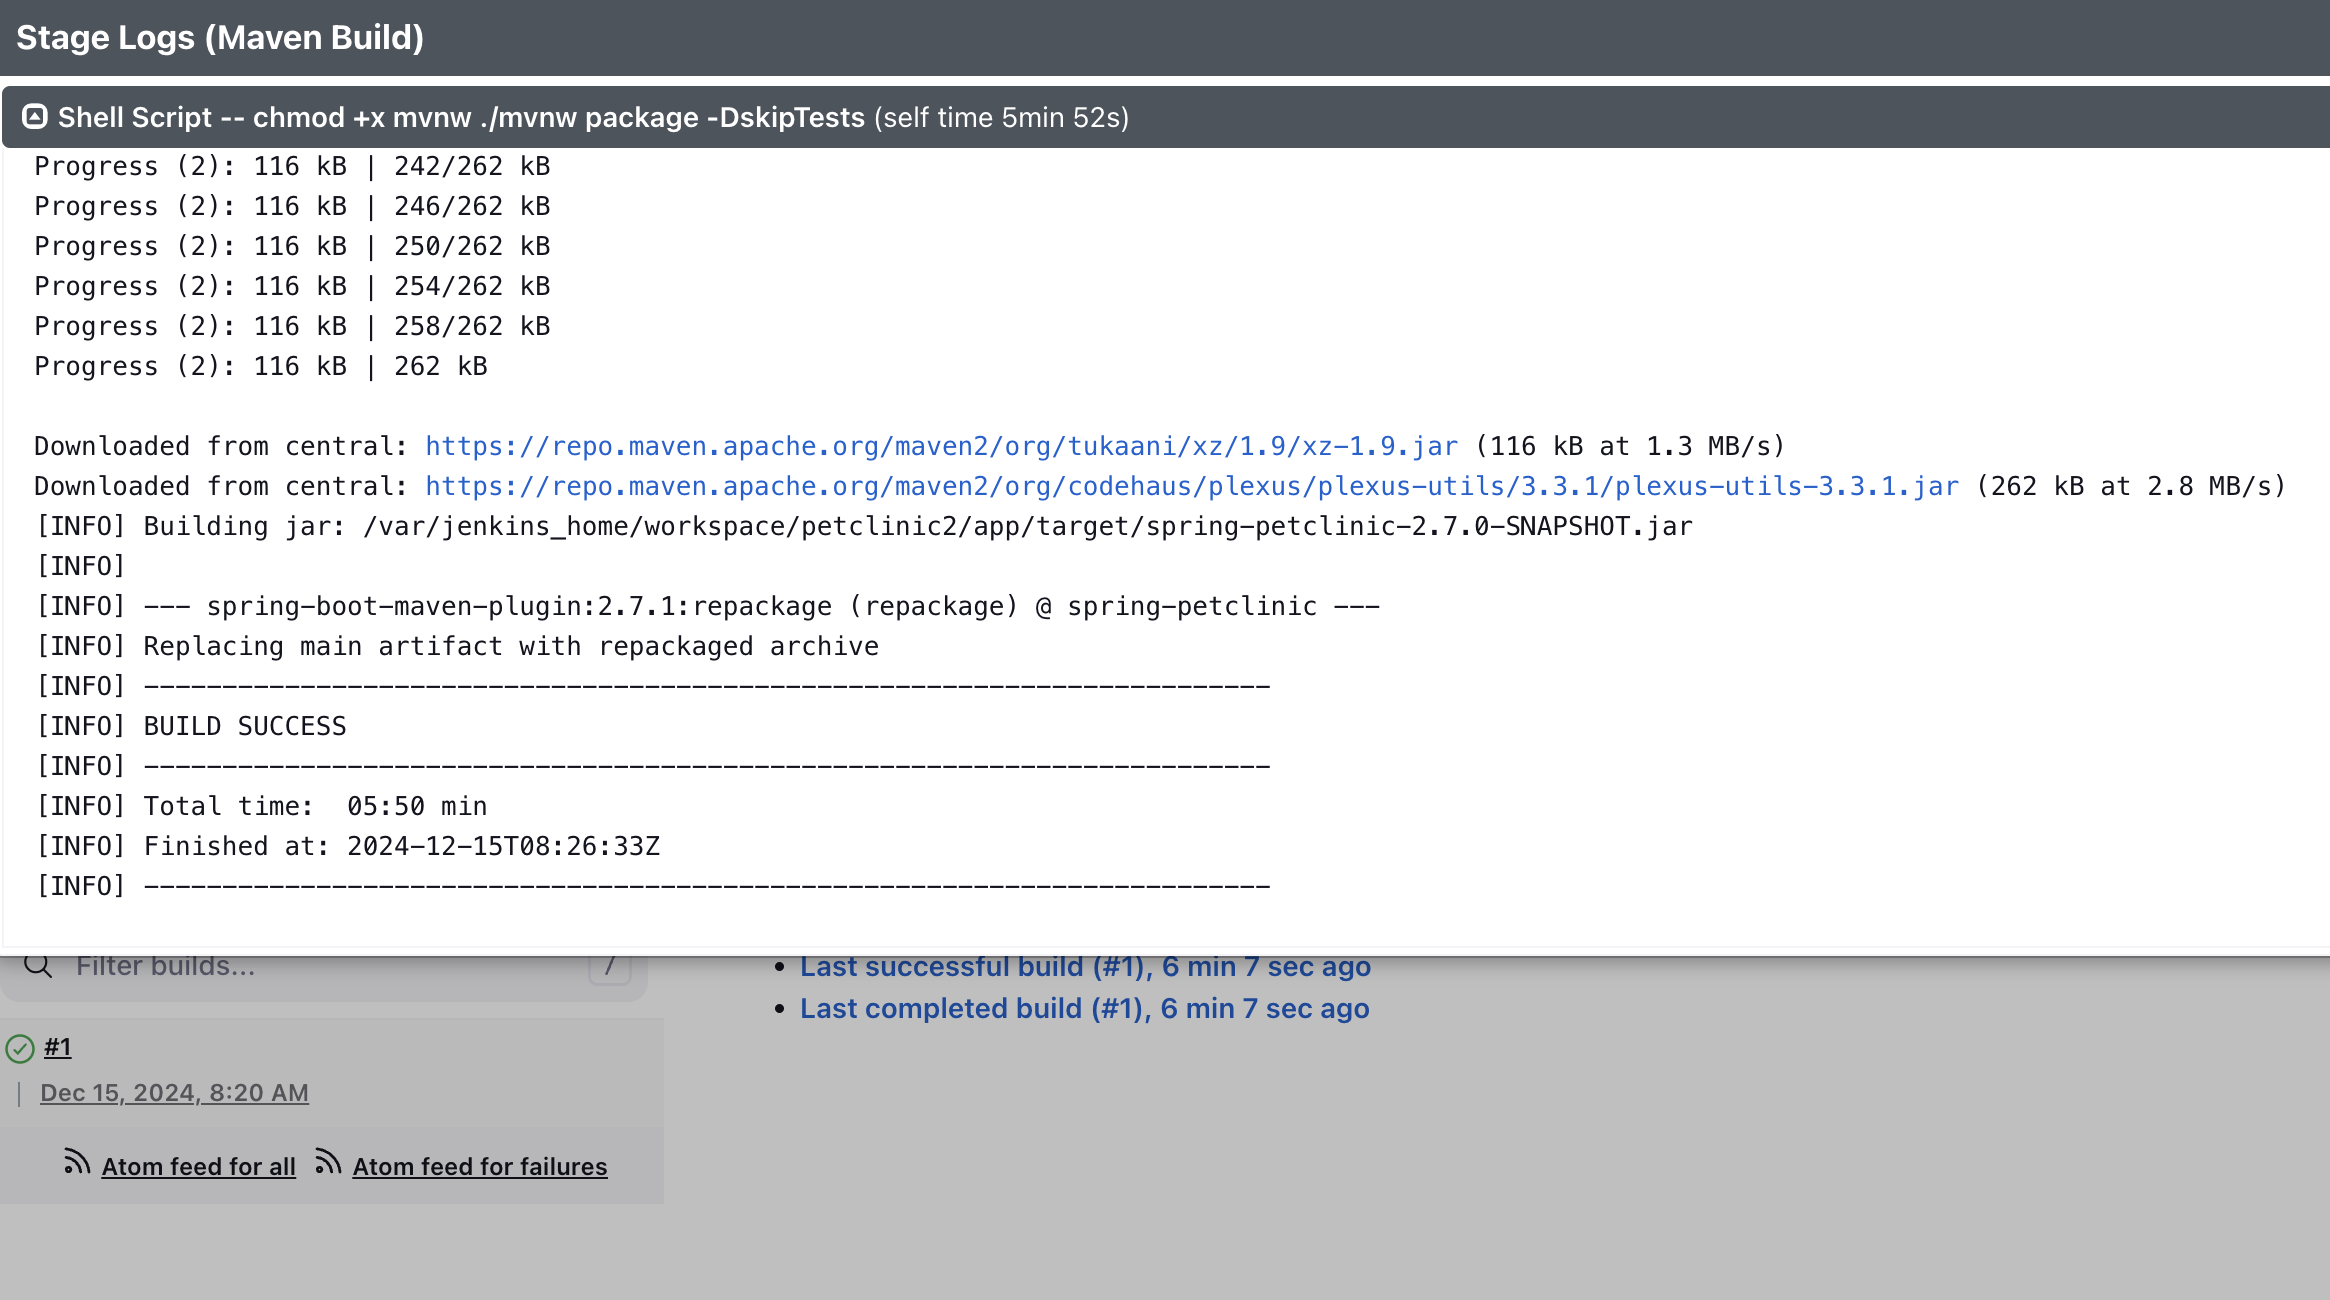 Stage Logs (Maven Build)
Shell Script -- chmod +x mvnw ./mvnw package -DskipTests (self time 5min 52s)
Progress (2): 116 kB | 242/262 kB
Progress (2): 116 kB | 246/262 kB
Progress (2): 116 kB | 250/262 kB
Progress (2): 116 kB | 254/262 kB
Progress (2): 116 kB | 258/262 kB
Progress (2): 116 kB | 262 kB
Downloaded from central: https://repo.maven.apache.org/maven2/org/tukaani/xz/1.9/xz-1.9.jar (116 kB at 1.3 MB/s)
Downloaded from central: https://repo.maven.apache.org/maven2/org/codehaus/plexus/plexus-utils/3.3.1/plexus-utils-3.3.1.jar (262 kB at 2.8 MB/s)
[INFO] Building jar: /var/jenkins_home/workspace/petclinic2/app/target/spring-petclinic-2.7.0-SNAPSHOT.jar
[INFO]
[INFO] --- spring-boot-maven-plugin:2.7.1:repackage (repackage) @ spring-petclinic ---
[INFO] Replacing main artifact with repackaged archive
[INFO] ------------------------------------------------------------------------
[INFO] BUILD SUCCESS
[INFO] ------------------------------------------------------------------------
[INFO] Total time:  05:50 min
[INFO] Finished at: 2024-12-15T08:26:33Z
[INFO] ------------------------------------------------------------------------
Filter builds... /
#1
Dec 15, 2024, 8:20 AM
Atom feed for all Atom feed for failures
• Last successful build (#1), 6 min 7 sec ago
• Last completed build (#1), 6 min 7 sec ago